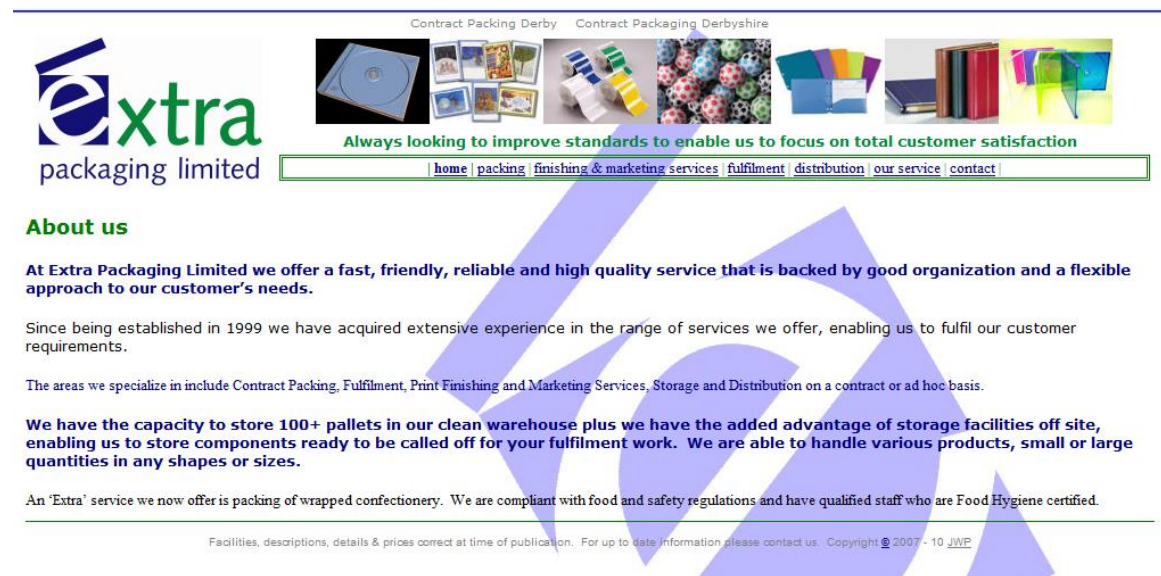 Contract Packing Derby Contract Packaging Derbyshire
extra
packaging limited
Always looking to improve standards to enable us to focus on total customer satisfaction
| home | packing | finishing & marketing services | fulfilment | distribution | our service | contact |
About us
At Extra Packaging Limited we offer a fast, friendly, reliable and high quality service that is backed by good organization and a flexible
approach to our customer's needs.
Since being established in 1999 we have acquired extensive experience in the range of services we offer, enabling us to fulfil our customer
requirements.
The areas we specialize in include Contract Packing, Fulfilment, Print Finishing and Marketing Services, Storage and Distribution on a contract or ad hoc basis.
We have the capacity to store 100+ pallets in our clean warehouse plus we have the added advantage of storage facilities off site,
enabling us to store components ready to be called off for your fulfilment work. We are able to handle various products, small or large
quantities in any shapes or sizes.
An 'Extra' service we now offer is packing of wrapped confectionery. We are compliant with food and safety regulations and have qualified staff who are Food Hygiene certified.
Facilities, descriptions, details & prices correct at time of publication. For up to date information please contact us. Copyright © 2007 - 10 JWP